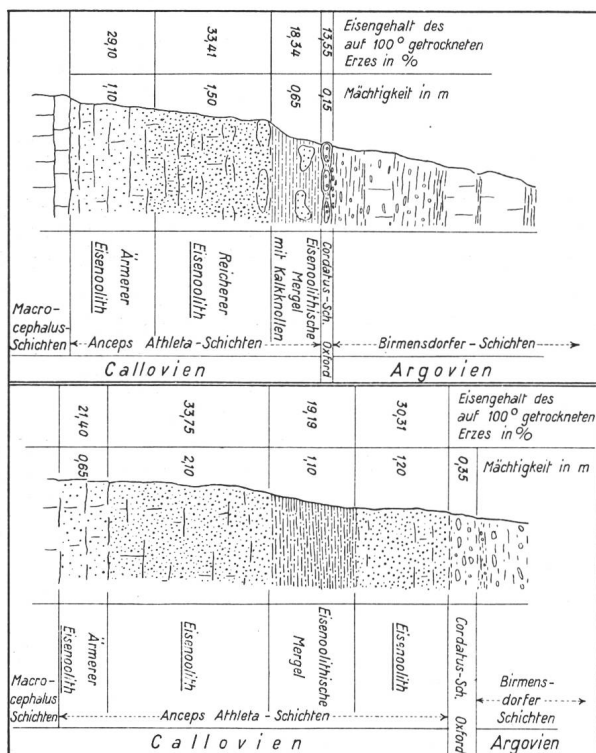 29,10
33,41
18,34
13,55
Eisengehalt des
auf 100° getrockneten
Erzes in %
1,10
1,50
0,65
0,15
Mächtigkeit in m
Macro-
cephalus-
Schichten
Ärmerer
Eisenoolith
Reicherer
Eisenoolith
Eisenoolithische
Mergel
mit Kalkknollen
Cordatus-Sch.
Oxford
Anceps Athleta-Schichten
Birmensdorfer-Schichten
Callovien
Argovien
21,40
33,75
19,19
30,31
Eisengehalt des
auf 100° getrockneten
Erzes in %
0,65
2,10
1,10
1,20
0,35
Mächtigkeit in m
Macro-
cephalus
Schichten
Ärmerer
Eisenoolith
Eisenoolith
Eisenoolithische
Mergel
Eisenoolith
Cordatus-Sch.
Oxford
Birmens-
dorfer
Schichten
Anceps Athleta-Schichten
Callovien
Argovien